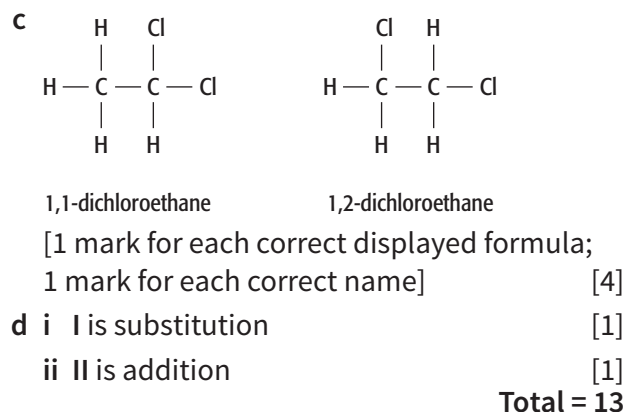 c
H Cl Cl H
H — C — C — Cl H — C — C — Cl
H H H H
1,1-dichloroethane 1,2-dichloroethane
[1 mark for each correct displayed formula;
1 mark for each correct name] [4]
d i I is substitution [1]
ii II is addition [1]
Total = 13